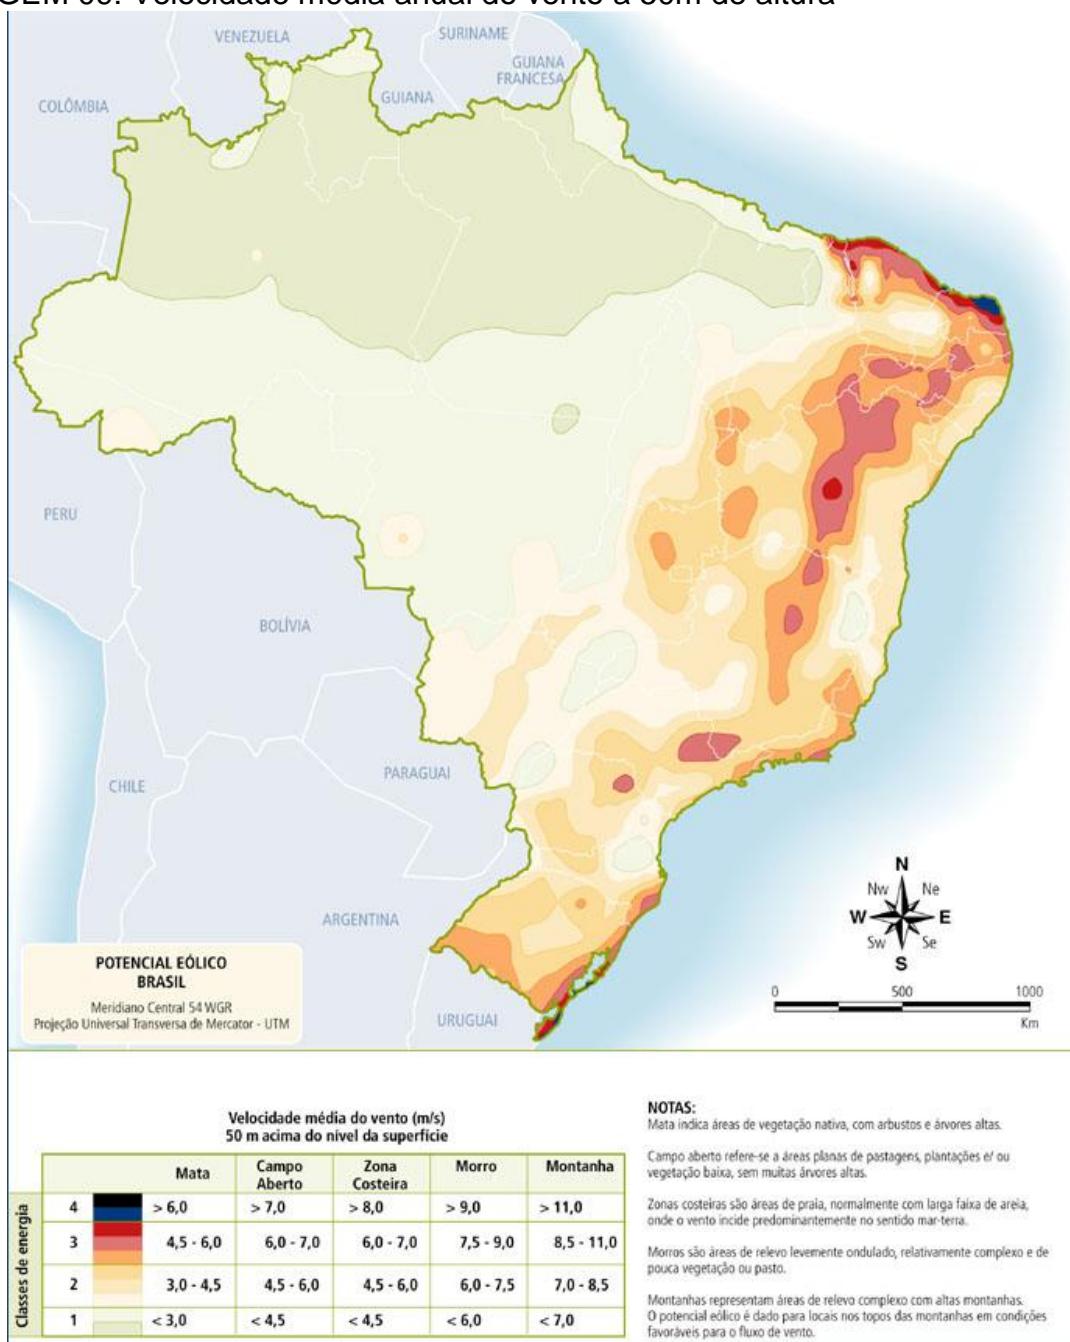 VENEZUELA
SURINAME
GUIANA
FRANCESA
GUIANA
COLÔMBIA
PERU
BOLÍVIA
PARAGUAI
CHILE
ARGENTINA
URUGUAI
N
Nw
Ne
W
E
Sw
Se
S
0
500
1000
Km
POTENCIAL EÓLICO
BRASIL
Meridiano Central 54 WGR
Projeção Universal Transversa de Mercator - UTM
Velocidade média do vento (m/s)
50 m acima do nível da superfície
Mata
Campo
Aberto
Zona
Costeira
Morro
Montanha
Classes de energia
4 > 6,0 > 7,0 > 8,0 > 9,0 > 11,0
3 4,5 - 6,0 6,0 - 7,0 6,0 - 7,0 7,5 - 9,0 8,5 - 11,0
2 3,0 - 4,5 4,5 - 6,0 4,5 - 6,0 6,0 - 7,5 7,0 - 8,5
1 < 3,0 < 4,5 < 4,5 < 6,0 < 7,0
NOTAS:
Mata indica áreas de vegetação nativa, com arbustos e árvores altas.
Campo aberto refere-se a áreas planas de pastagens, plantações e/ ou
vegetação baixa, sem muitas árvores altas.
Zonas costeiras são áreas de praia, normalmente com larga faixa de areia,
onde o vento incide predominantemente no sentido mar-terra.
Morros são áreas de relevo levemente ondulado, relativamente complexo e de
pouca vegetação ou pasto.
Montanhas representam áreas de relevo complexo com altas montanhas.
O potencial eólico é dado para locais nos topos das montanhas em condições
favoráveis para o fluxo de vento.